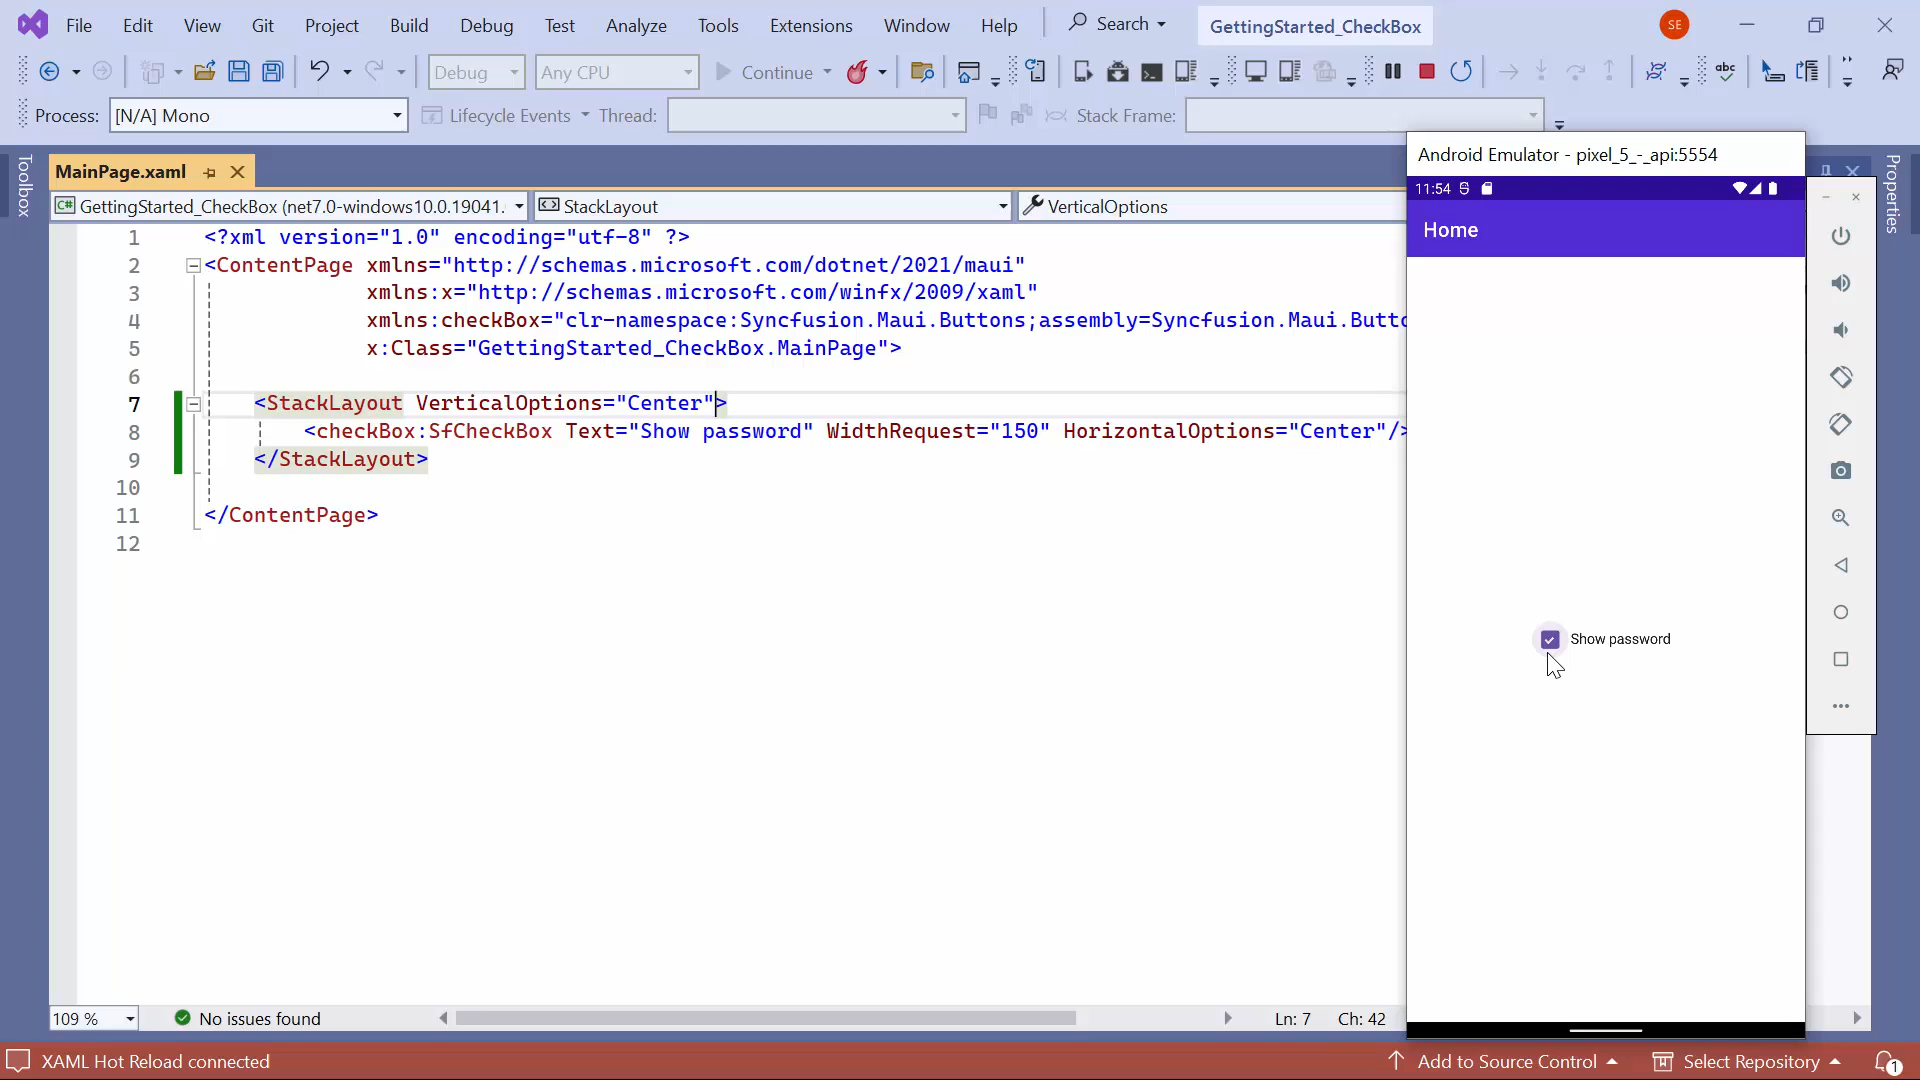 File Edit View Git Project Build Debug Test Analyze Tools Extensions Window Help Search GettingStarted_CheckBox SE
Debug Any CPU Continue abc
Process: [N/A] Mono Lifecycle Events Thread: Stack Frame:
Toolbox
MainPage.xaml
Properties
GettingStarted_CheckBox (net7.0-windows10.0.19041. StackLayout VerticalOptions
1 <?xml version="1.0" encoding="utf-8" ?>
2 <ContentPage xmlns="http://schemas.microsoft.com/dotnet/2021/maui"
3 xmlns:x="http://schemas.microsoft.com/winfx/2009/xaml"
4 xmlns:checkBox="clr-namespace:Syncfusion.Maui.Buttons;assembly=Syncfusion.Maui.Butto
5 x:Class="GettingStarted_CheckBox.MainPage">
6
7 <StackLayout VerticalOptions="Center">
8 <checkBox:SfCheckBox Text="Show password" WidthRequest="150" HorizontalOptions="Center"/>
9 </StackLayout>
10
11 </ContentPage>
12
Android Emulator - pixel_5_-_api:5554
11:54
Home
Show password
109 % No issues found Ln: 7 Ch: 42
XAML Hot Reload connected Add to Source Control Select Repository 1